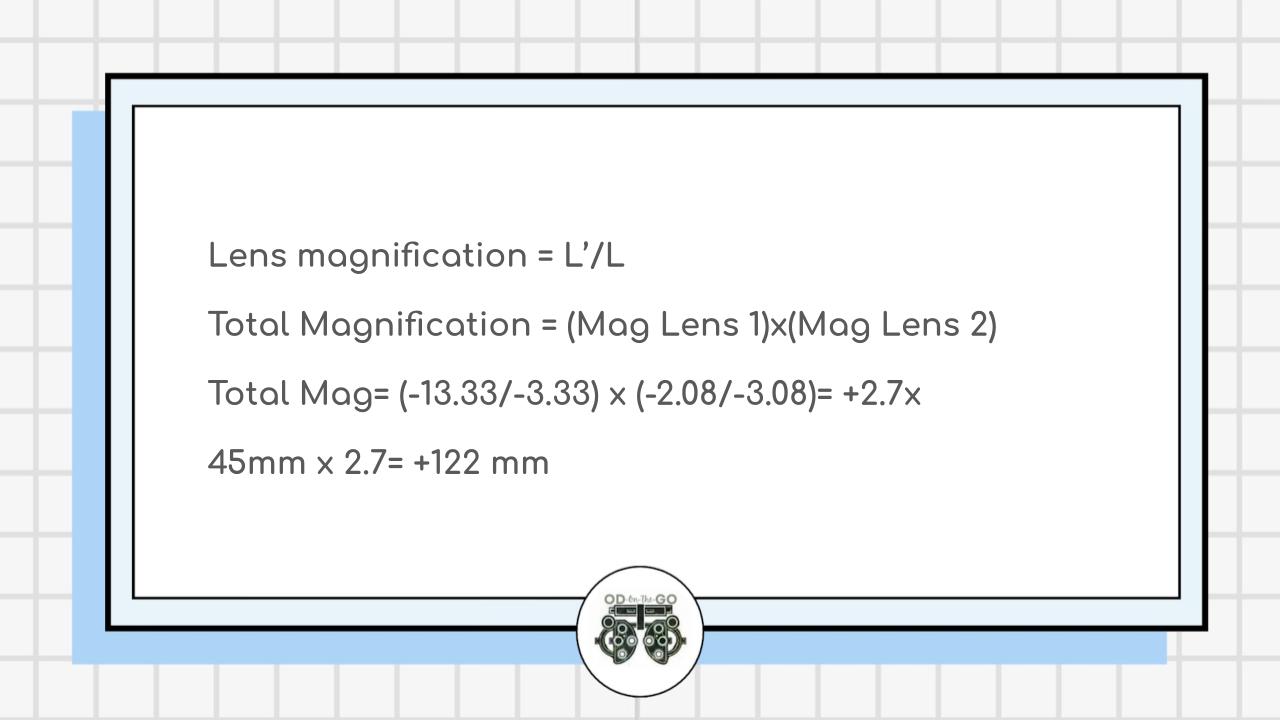 Lens magnification = L’/L
Total Magnification = (Mag Lens 1)x(Mag Lens 2)
Total Mag= (-13.33/-3.33) x (-2.08/-3.08)= +2.7x
45mm x 2.7= +122 mm
OD-On-The-GO